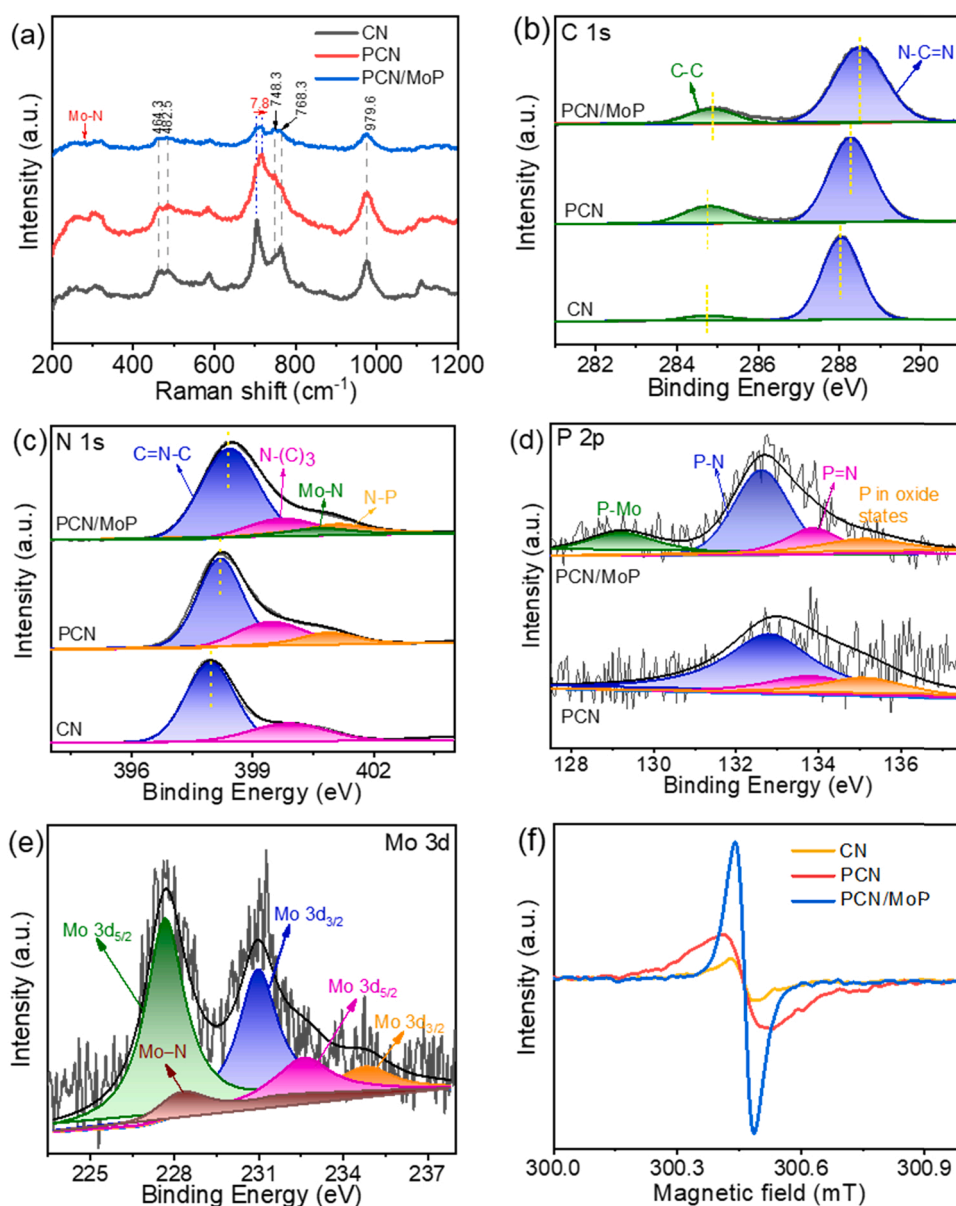 (a)
CN
PCN
PCN/MoP
Mo-N
464.3
482.5
7.8
748.3
768.3
979.6
Intensity (a.u.)
200 400 600 800 1000 1200
Raman shift (cm-1)
(b) C 1s
N-C=N
C-C
PCN/MoP
PCN
CN
Intensity (a.u.)
282 284 286 288 290
Binding Energy (eV)
(c) N 1s
C=N-C
N-(C)3
Mo-N
N-P
PCN/MoP
PCN
CN
Intensity (a.u.)
396 399 402
Binding Energy (eV)
(d) P 2p
P-N
P=N
P-Mo
P in oxide
states
PCN/MoP
PCN
Intensity (a.u.)
128 130 132 134 136
Binding Energy (eV)
(e) Mo 3d
Mo 3d5/2
Mo 3d3/2
Mo 3d5/2
Mo 3d3/2
Mo–N
Intensity (a.u.)
225 228 231 234 237
Binding Energy (eV)
(f)
CN
PCN
PCN/MoP
Intensity (a.u.)
300.0 300.3 300.6 300.9
Magnetic field (mT)